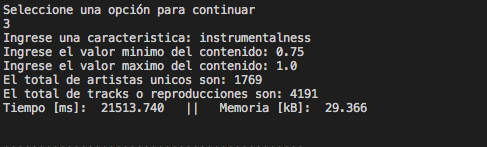 Seleccione una opción para continuar
3
Ingrese una caracteristica: instrumentalness
Ingrese el valor minimo del contenido: 0.75
Ingrese el valor maximo del contenido: 1.0
El total de artistas unicos son: 1769
El total de tracks o reproducciones son: 4191
Tiempo [ms]:  21513.740   ||   Memoria [kB]:  29.366